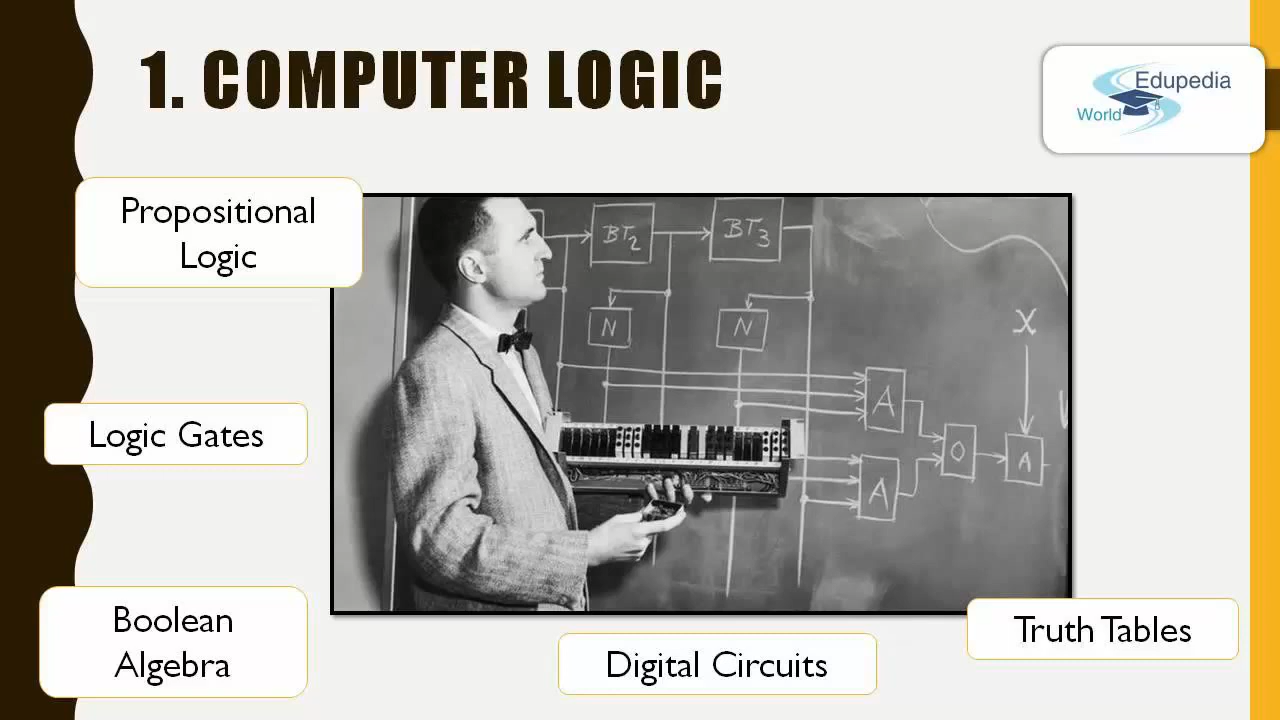 1. COMPUTER LOGIC
Edupedia
World
Propositional
Logic
BT2
BT3
N
N
X
A
A
O
A
Logic Gates
Boolean
Algebra
Digital Circuits
Truth Tables